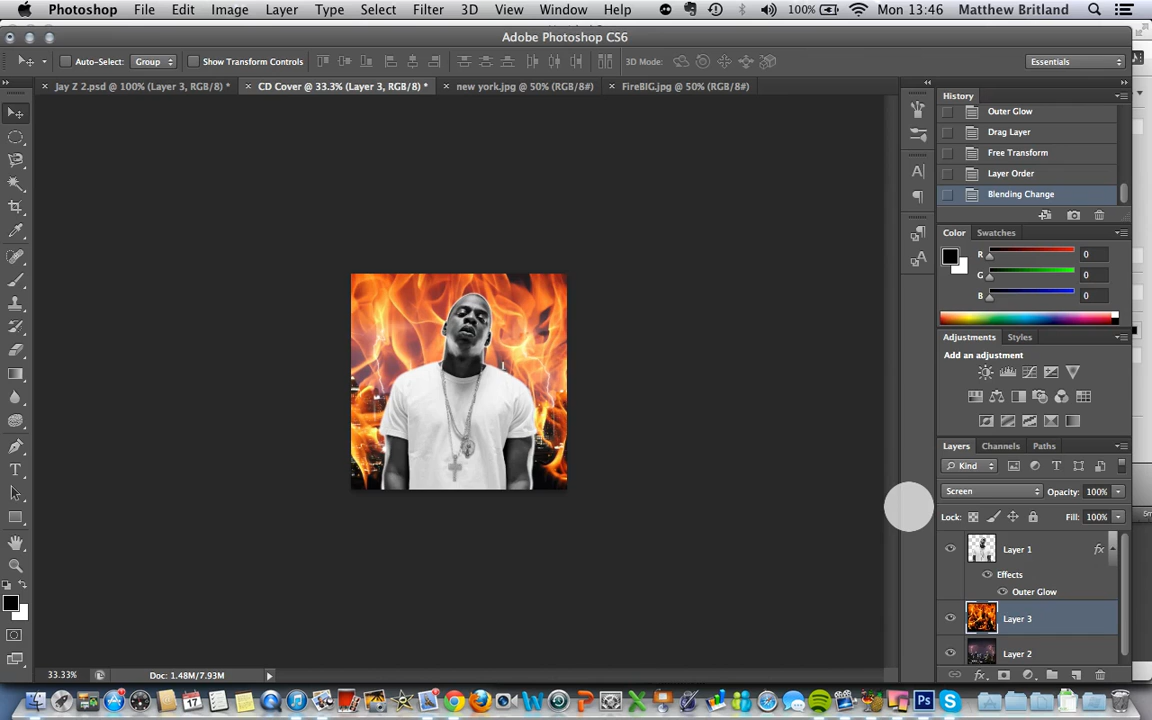 Photoshop File Edit Image Layer Type Select Filter 3D View Window Help 100% Mon 13:46 Matthew Britland
Adobe Photoshop CS6
Auto-Select: Group Show Transform Controls 3D Mode: Essentials
Jay Z 2.psd @ 100% (Layer 3, RGB/8) * CD Cover @ 33.3% (Layer 3, RGB/8) * new york.jpg @ 50% (RGB/8#) FireBIG.jpg @ 50% (RGB/8#)
History
Outer Glow
Drag Layer
Free Transform
Layer Order
Blending Change
Color Swatches
R 0
G 0
B 0
Adjustments Styles
Add an adjustment
Layers Channels Paths
Kind
Screen Opacity: 100%
Lock: Fill: 100%
Layer 1 fx
Effects
Outer Glow
Layer 3
Layer 2
33.33% Doc: 1.48M/7.93M